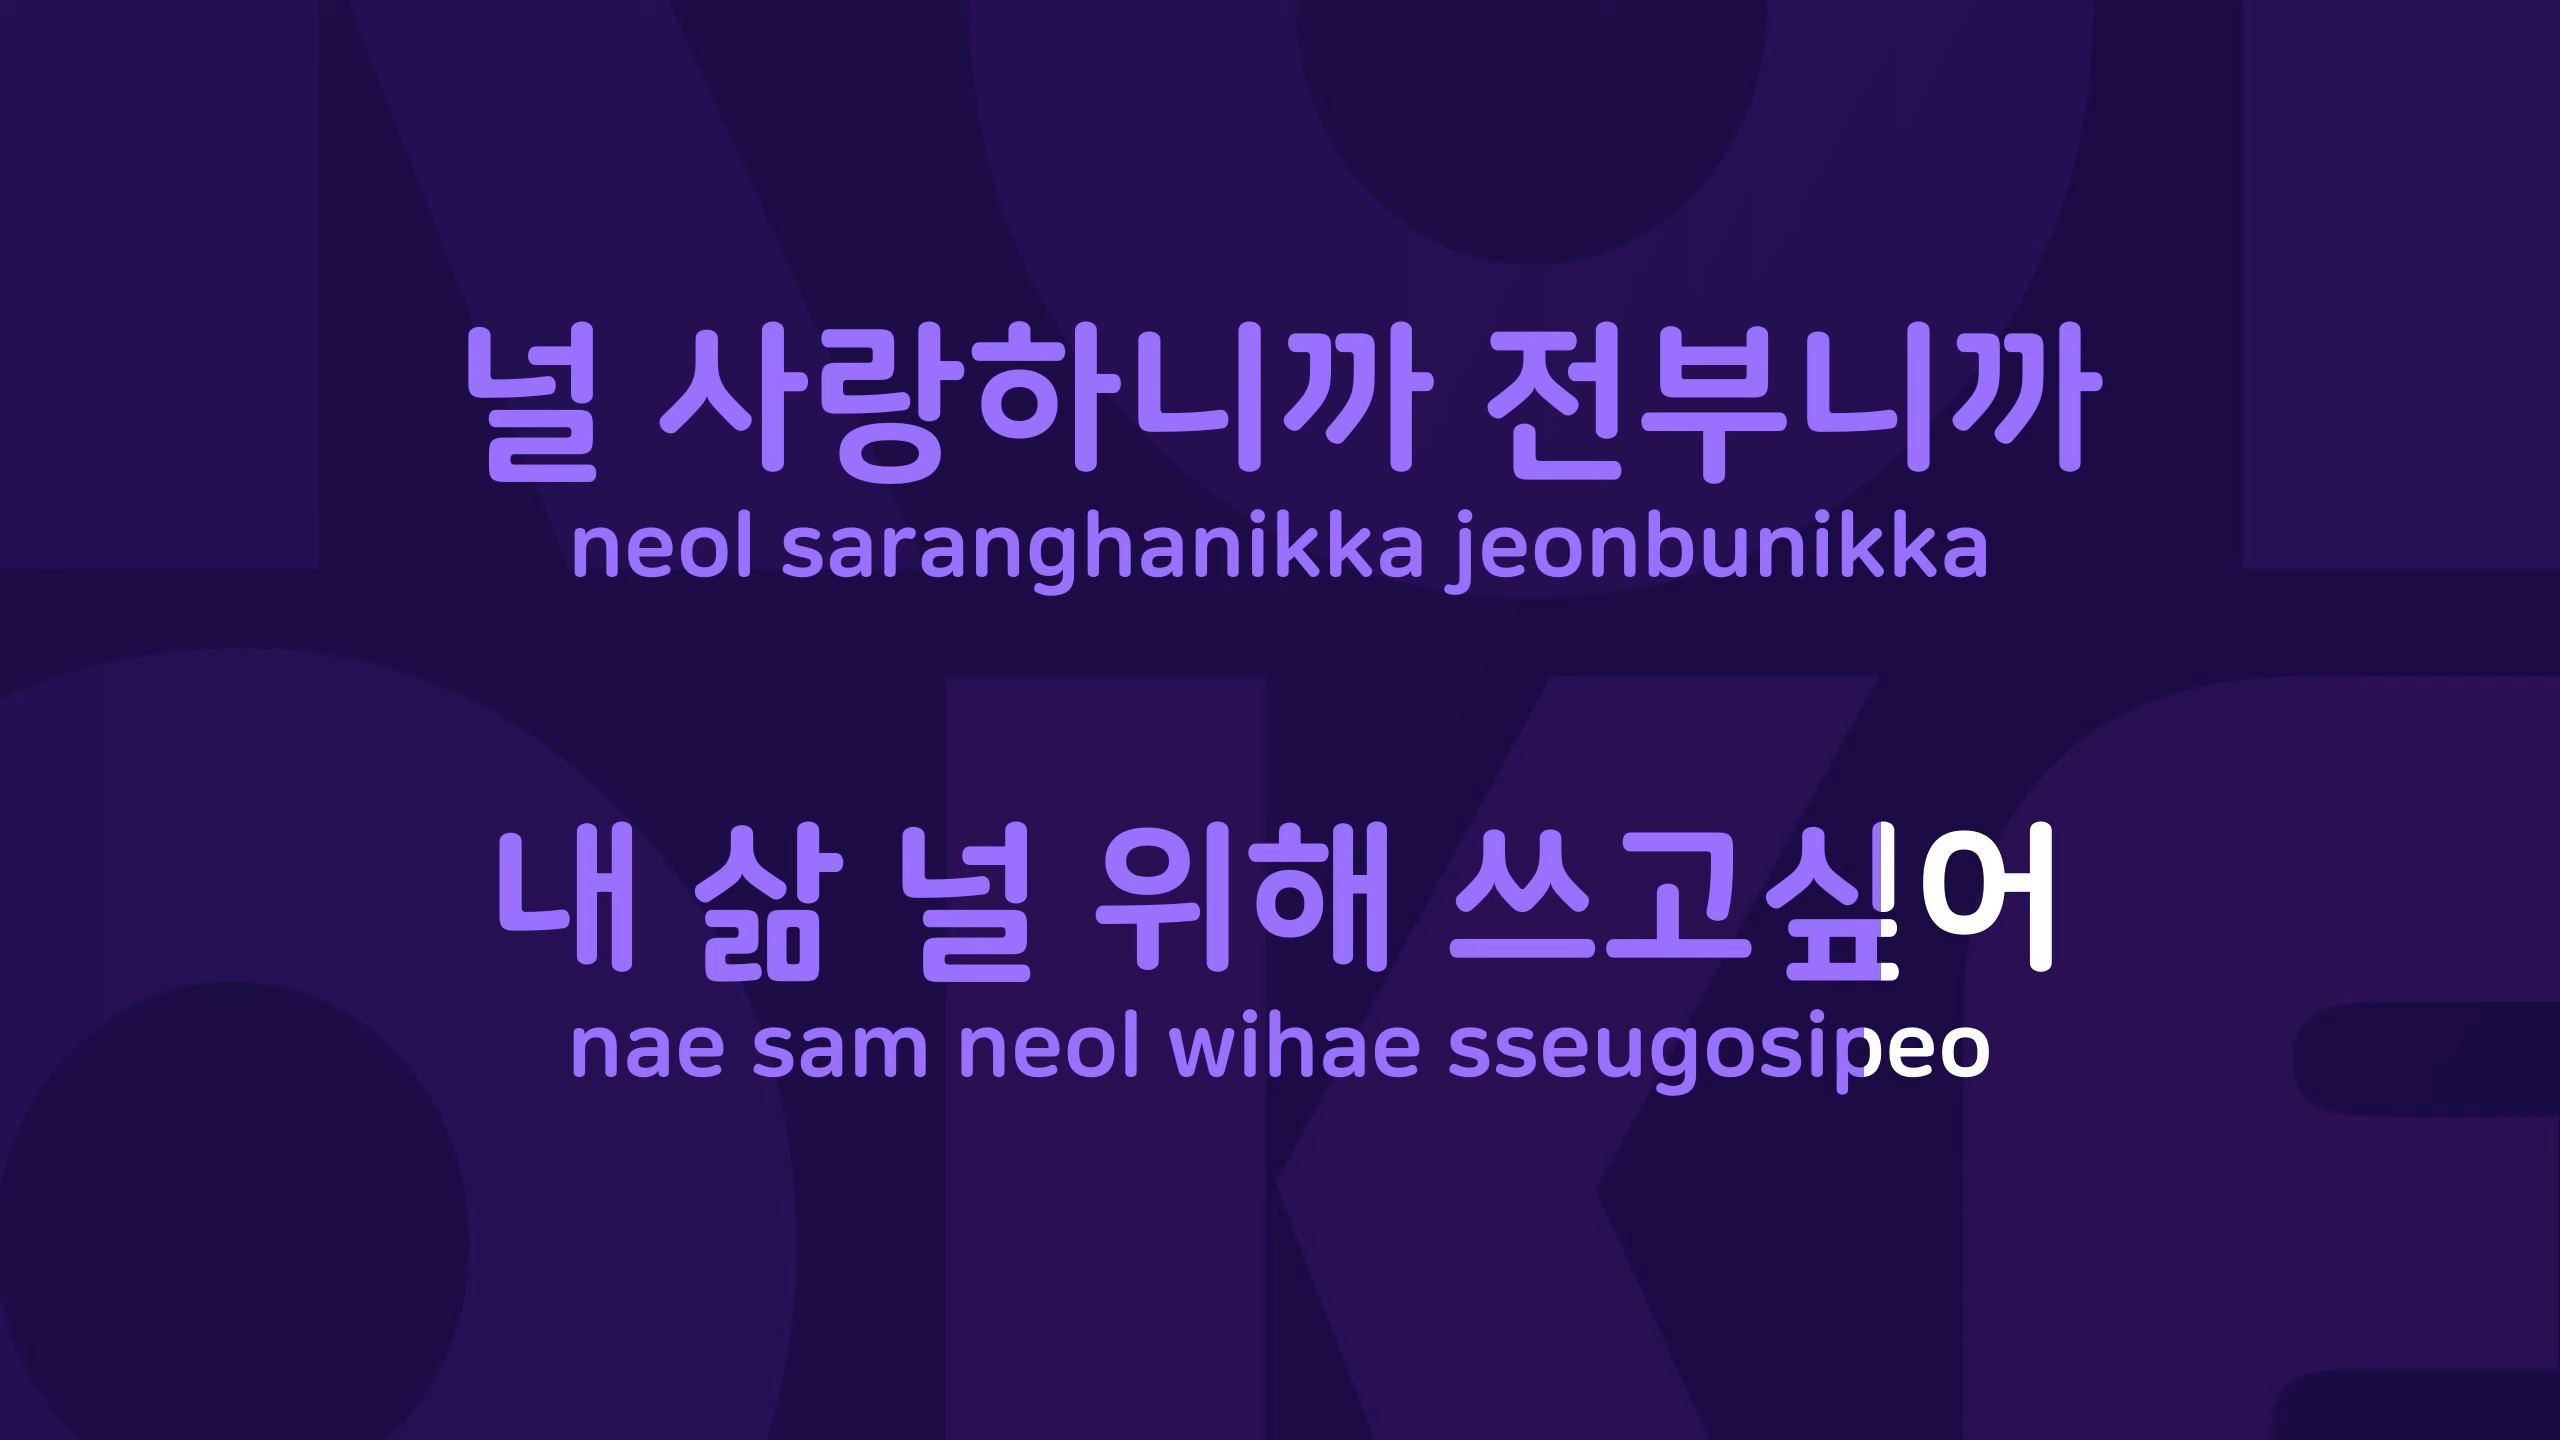 널 사랑하니까 전부니까
neol saranghanikka jeonbunikka
내 삶 널 위해 쓰고싶어
nae sam neol wihae sseugosipeo